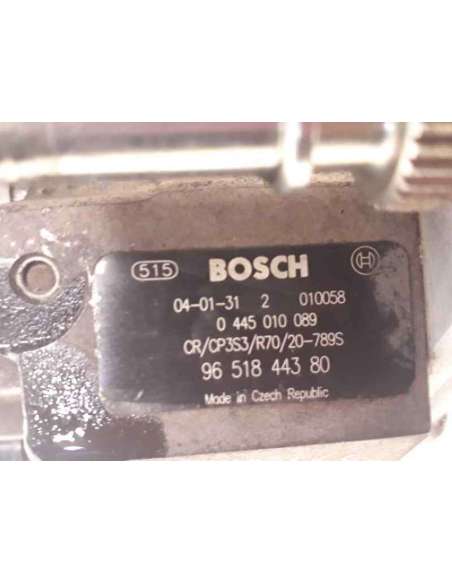 515 BOSCH
04-01-31 2 010058
0 445 010 089
CR/CP3S3/R70/20-789S
96 518 443 80
Made in Czech Republic